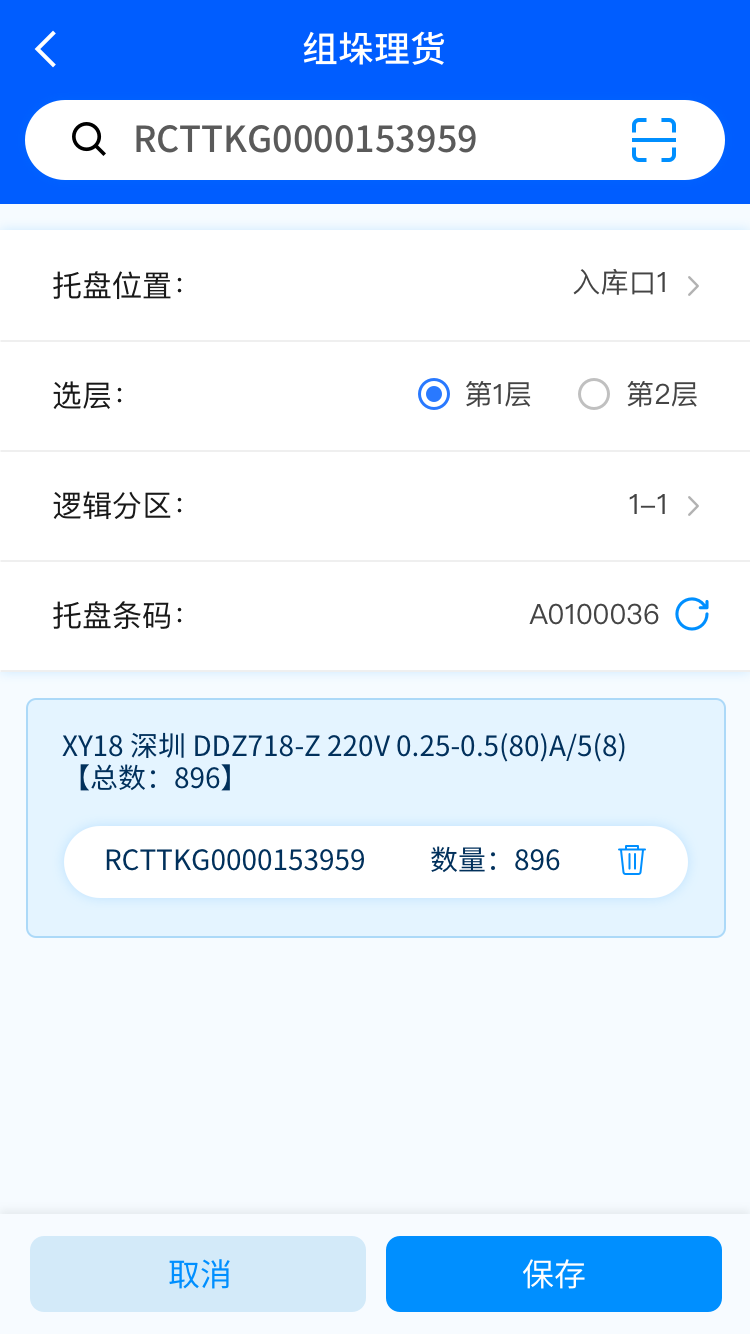 组垛理货
RCTTKG0000153959
托盘位置：
入库口1
选层：
第1层
第2层
逻辑分区：
1–1
托盘条码：
A0100036
XY18 深圳 DDZ718-Z 220V 0.25-0.5(80)A/5(8)
【总数：896】
RCTTKG0000153959 数量：896
取消
保存